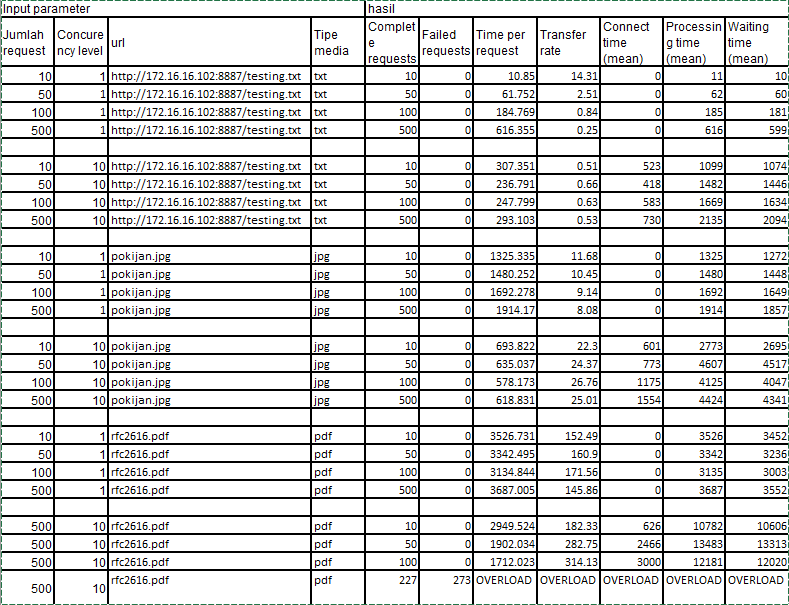 Input parameter hasil
Jumlah request Concurency level url Tipe media Complete requests Failed requests Time per request Transfer rate Connect time (mean) Processing time (mean) Waiting time (mean)
10 1 http://172.16.16.102:8887/testing.txt txt 10 0 10.85 14.31 0 11 10
50 1 http://172.16.16.102:8887/testing.txt txt 50 0 61.752 2.51 0 62 60
100 1 http://172.16.16.102:8887/testing.txt txt 100 0 184.769 0.84 0 185 181
500 1 http://172.16.16.102:8887/testing.txt txt 500 0 616.355 0.25 0 616 599
10 10 http://172.16.16.102:8887/testing.txt txt 10 0 307.351 0.51 523 1099 1074
50 10 http://172.16.16.102:8887/testing.txt txt 50 0 236.791 0.66 418 1482 1446
100 10 http://172.16.16.102:8887/testing.txt txt 100 0 247.799 0.63 583 1669 1634
500 10 http://172.16.16.102:8887/testing.txt txt 500 0 293.103 0.53 730 2135 2094
10 1 pokijan.jpg jpg 10 0 1325.335 11.68 0 1325 1272
50 1 pokijan.jpg jpg 50 0 1480.252 10.45 0 1480 1448
100 1 pokijan.jpg jpg 100 0 1692.278 9.14 0 1692 1649
500 1 pokijan.jpg jpg 500 0 1914.17 8.08 0 1914 1857
10 10 pokijan.jpg jpg 10 0 693.822 22.3 601 2773 2695
50 10 pokijan.jpg jpg 50 0 635.037 24.37 773 4607 4517
100 10 pokijan.jpg jpg 100 0 578.173 26.76 1175 4125 4047
500 10 pokijan.jpg jpg 500 0 618.831 25.01 1554 4424 4341
10 1 rfc2616.pdf pdf 10 0 3526.731 152.49 0 3526 3452
50 1 rfc2616.pdf pdf 50 0 3342.495 160.9 0 3342 3236
100 1 rfc2616.pdf pdf 100 0 3134.844 171.56 0 3135 3003
500 1 rfc2616.pdf pdf 500 0 3687.005 145.86 0 3687 3552
500 10 rfc2616.pdf pdf 10 0 2949.524 182.33 626 10782 10606
500 10 rfc2616.pdf pdf 50 0 1902.034 282.75 2466 13483 13313
500 10 rfc2616.pdf pdf 100 0 1712.023 314.13 3000 12181 12020
500 10 rfc2616.pdf pdf 227 273 OVERLOAD OVERLOAD OVERLOAD OVERLOAD OVERLOAD